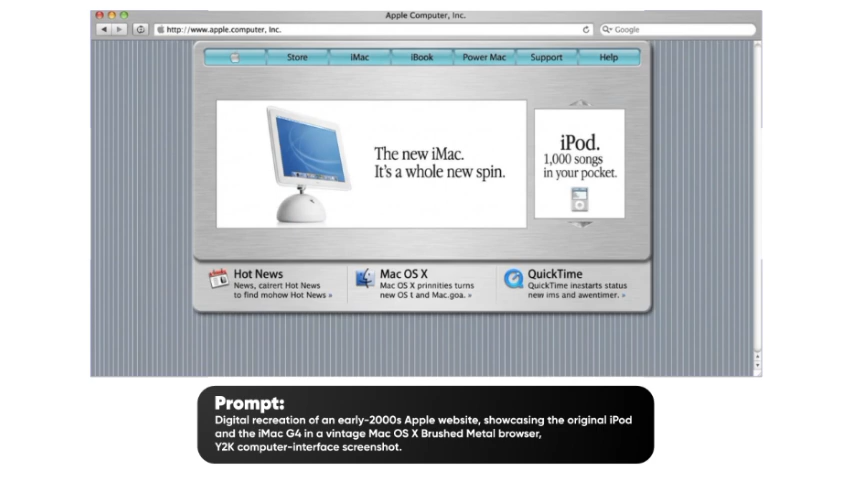 Apple Computer, Inc.
http://www.apple.computer, Inc.
Google
Store iMac iBook Power Mac Support Help
The new iMac.
It's a whole new spin.
iPod.
1,000 songs
in your pocket.
Hot News
News, catrert Hot News
to find mohow Hot News »
Mac OS X
Mac OS X prinnities turns
new OS t and Mac.goa. »
QuickTime
QuickTime instarts status
new ims and awentimer. »
Prompt:
Digital recreation of an early-2000s Apple website, showcasing the original iPod
and the iMac G4 in a vintage Mac OS X Brushed Metal browser,
Y2K computer-interface screenshot.